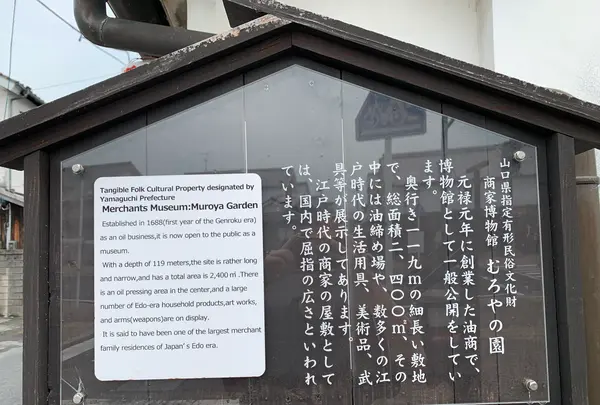 Tangible Folk Cultural Property designated by
Yamaguchi Prefecture
Merchants Museum:Muroya Garden
Established in 1688(first year of the Genroku era)
as an oil business,it is now open to the public as a
museum.
With a depth of 119 meters,the site is rather long
and narrow,and has a total area is 2,400 ㎡ .There
is an oil pressing area in the center,and a large
number of Edo-era household products,art works,
and arms(weapons)are on display.
It is said to have been one of the largest merchant
family residences of Japan’s Edo era.
山口県指定有形民俗文化財
商家博物館 むろやの園
元禄元年に創業した油商で、
博物館として一般公開をしてい
ます。
奥行き一一九ｍの細長い敷地
で、総面積二、四〇〇㎡、その
中には油締め場や、数多くの江
戸時代の生活用具、美術品、武
具等が展示してあります。
江戸時代の商家の屋敷として
は、国内で屈指の広さといわれ
ています。